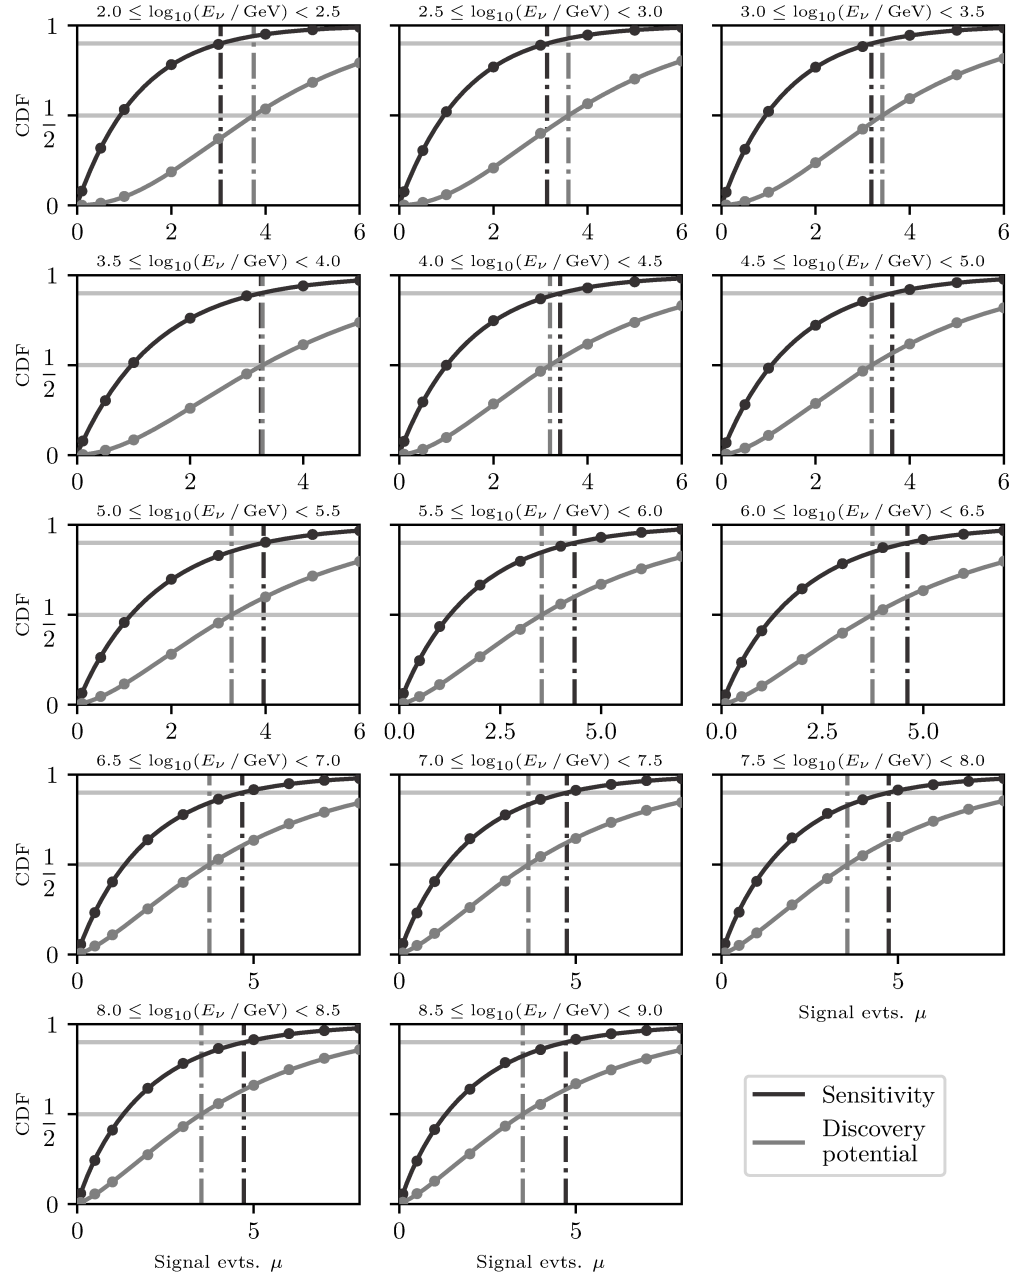 2.0 ≤ log10(Eν / GeV) < 2.5
2.5 ≤ log10(Eν / GeV) < 3.0
3.0 ≤ log10(Eν / GeV) < 3.5
CDF
1
1/2
0
0 2 4 6
0 2 4 6
0 2 4 6
3.5 ≤ log10(Eν / GeV) < 4.0
4.0 ≤ log10(Eν / GeV) < 4.5
4.5 ≤ log10(Eν / GeV) < 5.0
CDF
1
1/2
0
2 4
0 2 4 6
0 2 4 6
5.0 ≤ log10(Eν / GeV) < 5.5
5.5 ≤ log10(Eν / GeV) < 6.0
6.0 ≤ log10(Eν / GeV) < 6.5
CDF
1
1/2
0
0 2 4 6
0.0 2.5 5.0
0.0 2.5 5.0
6.5 ≤ log10(Eν / GeV) < 7.0
7.0 ≤ log10(Eν / GeV) < 7.5
7.5 ≤ log10(Eν / GeV) < 8.0
CDF
1
1/2
0
0 5
0 5
0 5
Signal evts. μ
8.0 ≤ log10(Eν / GeV) < 8.5
8.5 ≤ log10(Eν / GeV) < 9.0
CDF
1
1/2
0
0 5
0 5
Signal evts. μ
Signal evts. μ
Sensitivity
Discovery
potential